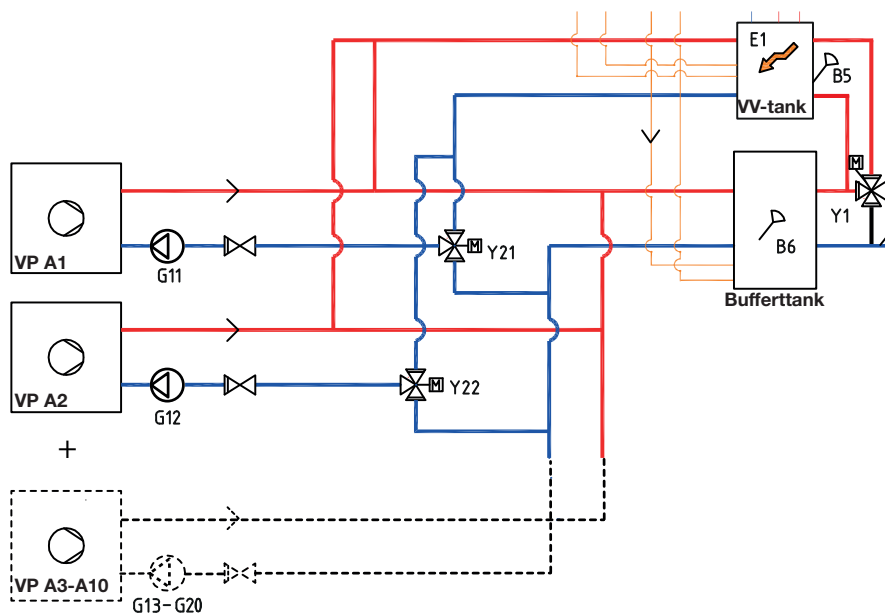 E1
B5
VV-tank
M
Y1
VP A1
G11
M
Y21
B6
Bufferttank
VP A2
G12
M
Y22
+
VP A3-A10
G13-G20